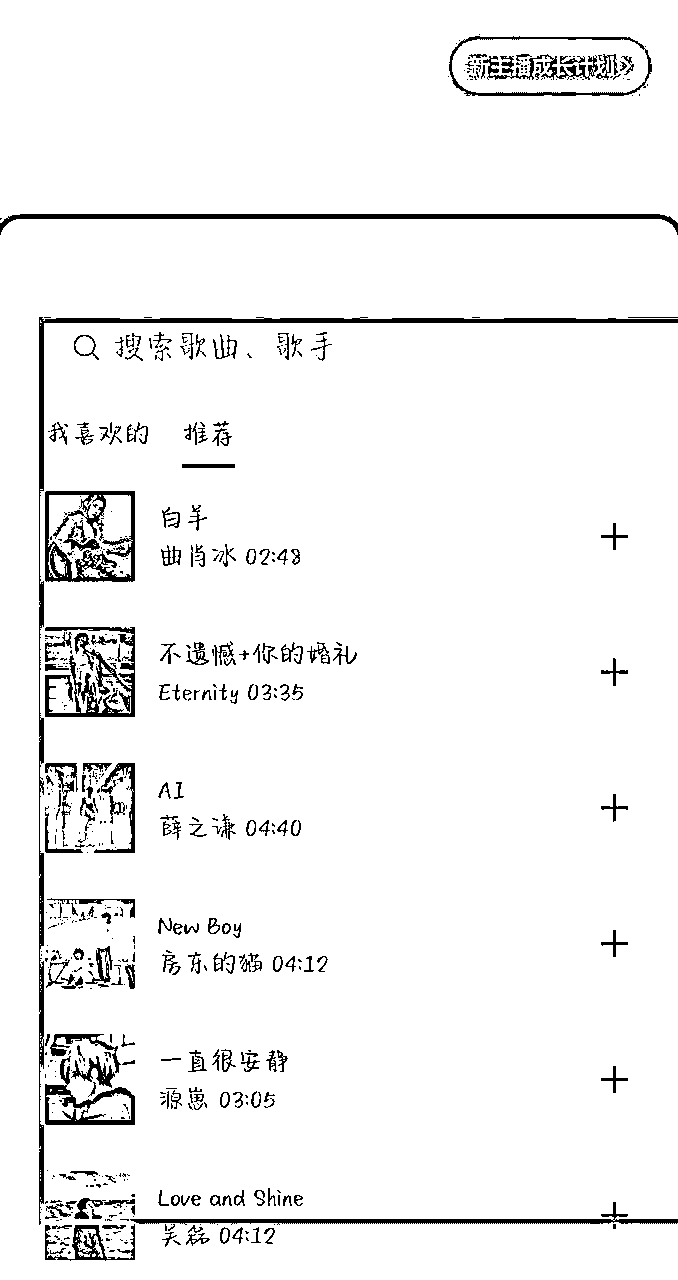 新主播成长计划>
搜索歌曲、歌手
我喜欢的 推荐
白羊
曲肖冰 02:48
不遗憾+你的婚礼
Eternity 03:35
AI
薛之谦 04:40
New Boy
房东的猫 04:12
一直很安静
源崽 03:05
Love and Shine
吴磊 04:12